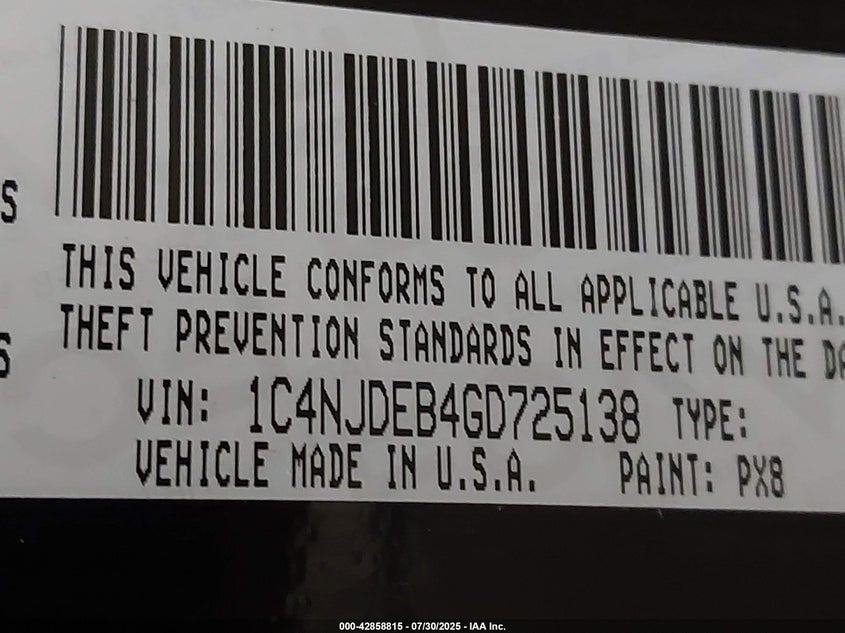 S
THIS VEHICLE CONFORMS TO ALL APPLICABLE U.S.A.
THEFT PREVENTION STANDARDS IN EFFECT ON THE DA
S
VIN: 1C4NJDEB4GD725138 TYPE:
VEHICLE MADE IN U.S.A. PAINT: PX8
000-42858815 - 07/30/2025 - IAA Inc.